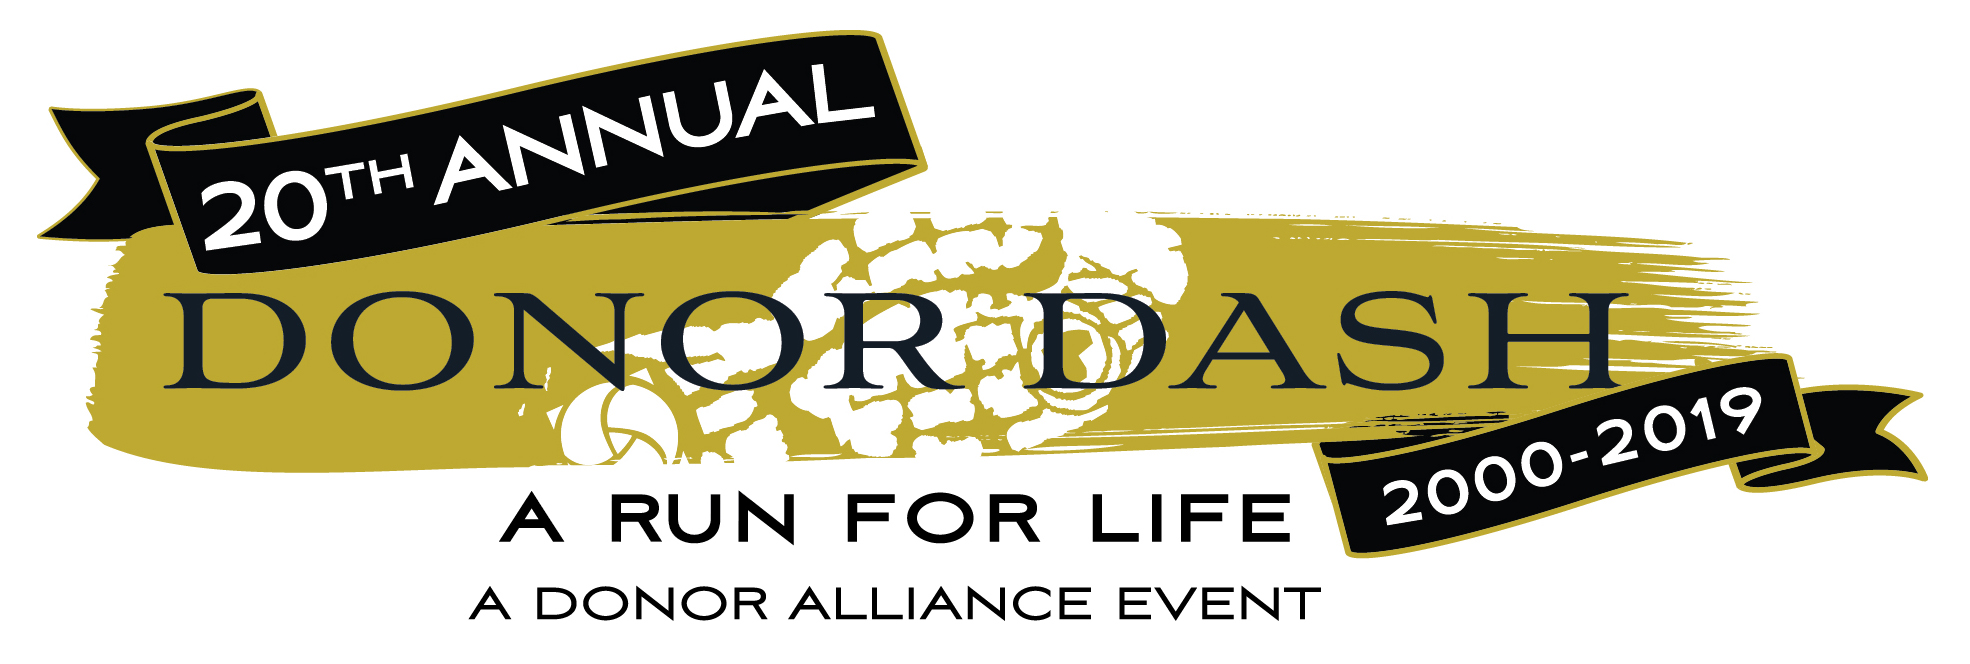 20TH ANNUAL
DONOR DASH
2000-2019
A RUN FOR LIFE
A DONOR ALLIANCE EVENT